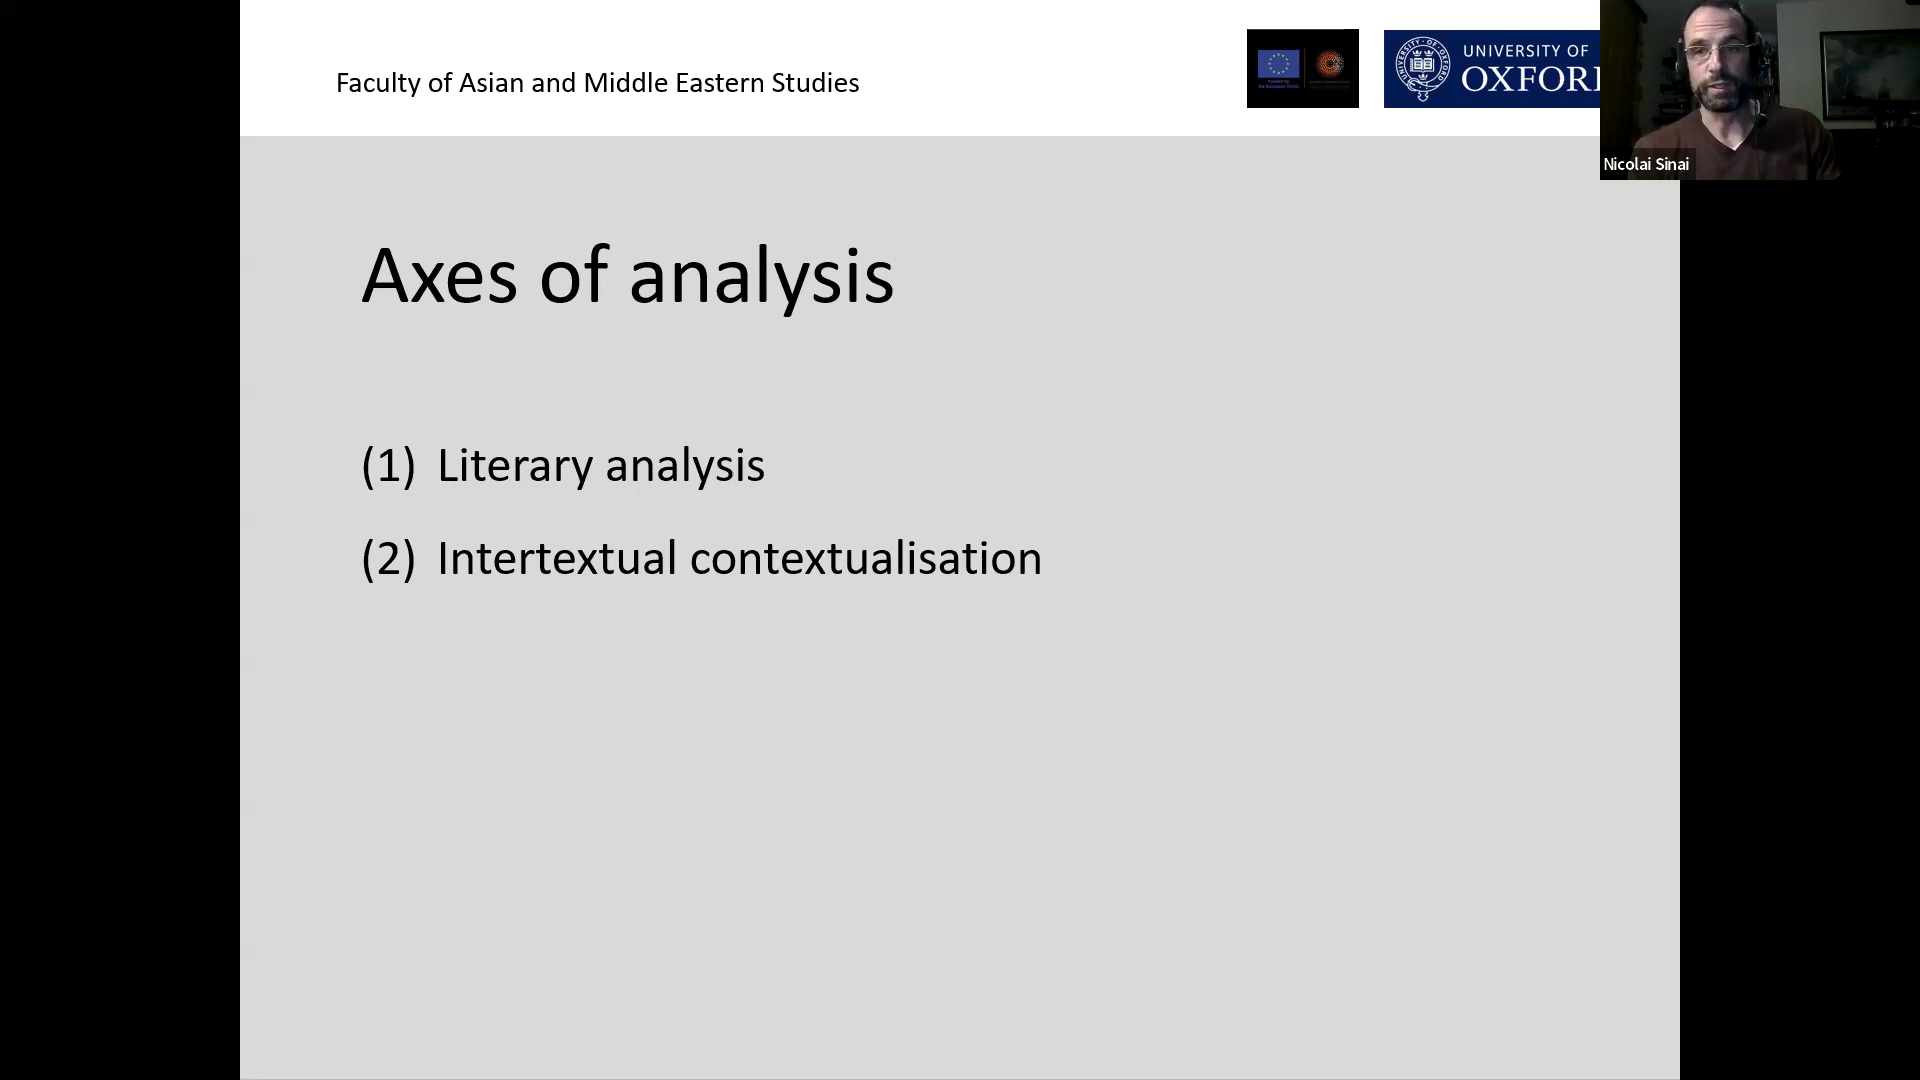 Faculty of Asian and Middle Eastern Studies
UNIVERSITY OF
OXFOR
Nicolai Sinai
Axes of analysis
(1) Literary analysis
(2) Intertextual contextualisation